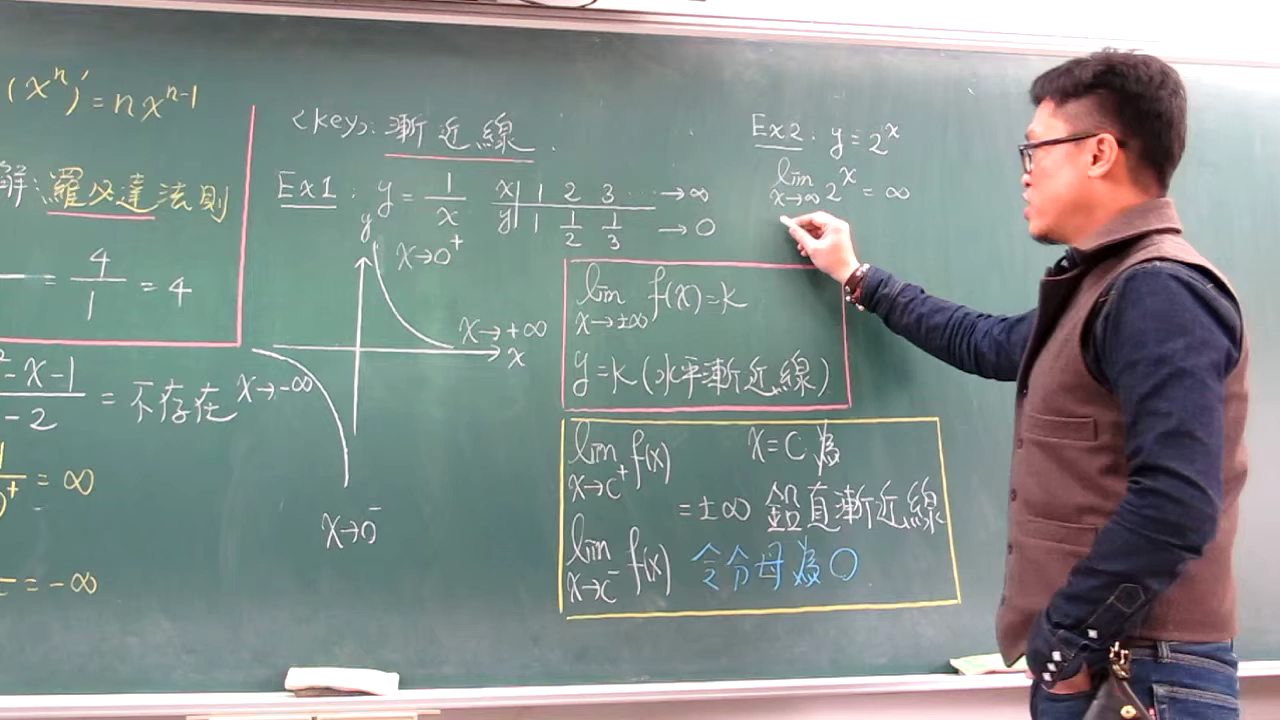 (xⁿ)' = nxⁿ⁻¹
解:羅必達法則
= 4/1 = 4
-x-1/-2 = 不存在
= ∞
= -∞
<key>: 漸近線
Ex1: y = 1/x
x 1 2 3 … → ∞
y 1 1/2 1/3 → 0
y
x→0⁺
x→+∞
x
x→-∞
x→0⁻
Ex2: y = 2ˣ
lim x→∞ 2ˣ = ∞
lim x→±∞ f(x) = k
y = k (水平漸近線)
lim x→c⁺ f(x)
x = c 為
= ±∞ 鉛直漸近線
lim x→c⁻ f(x)
令分母為0